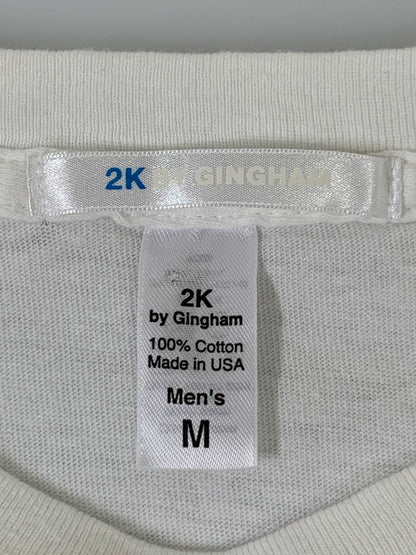 2K BY GINGHAM
2K
by Gingham
100% Cotton
Made in USA
Men's
M